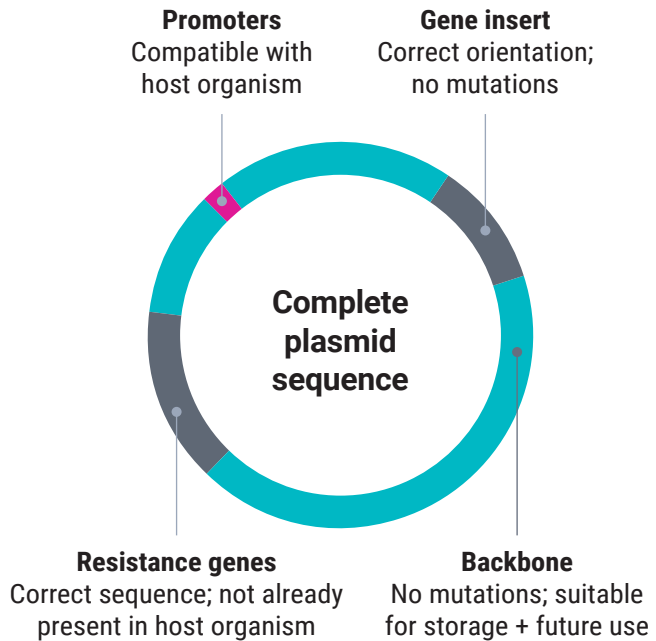 Promoters
Compatible with
host organism
Gene insert
Correct orientation;
no mutations
Complete
plasmid
sequence
Resistance genes
Correct sequence; not already
present in host organism
Backbone
No mutations; suitable
for storage + future use